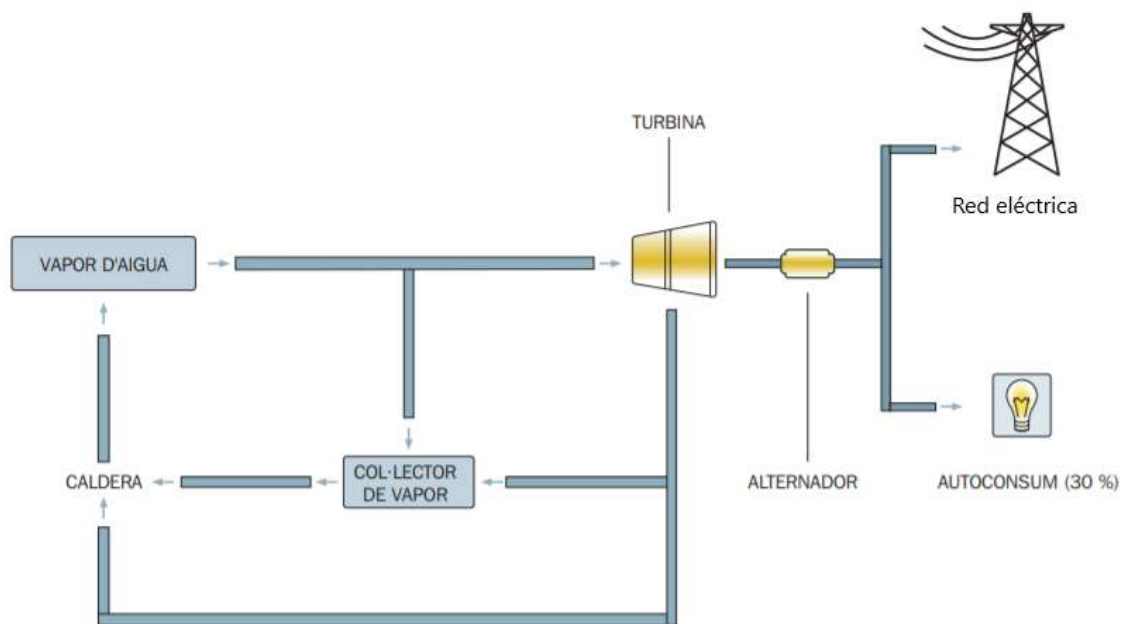 TURBINA
Red eléctrica
VAPOR D'AIGUA
CALDERA
COL·LECTOR
DE VAPOR
ALTERNADOR
AUTOCONSUM (30 %)